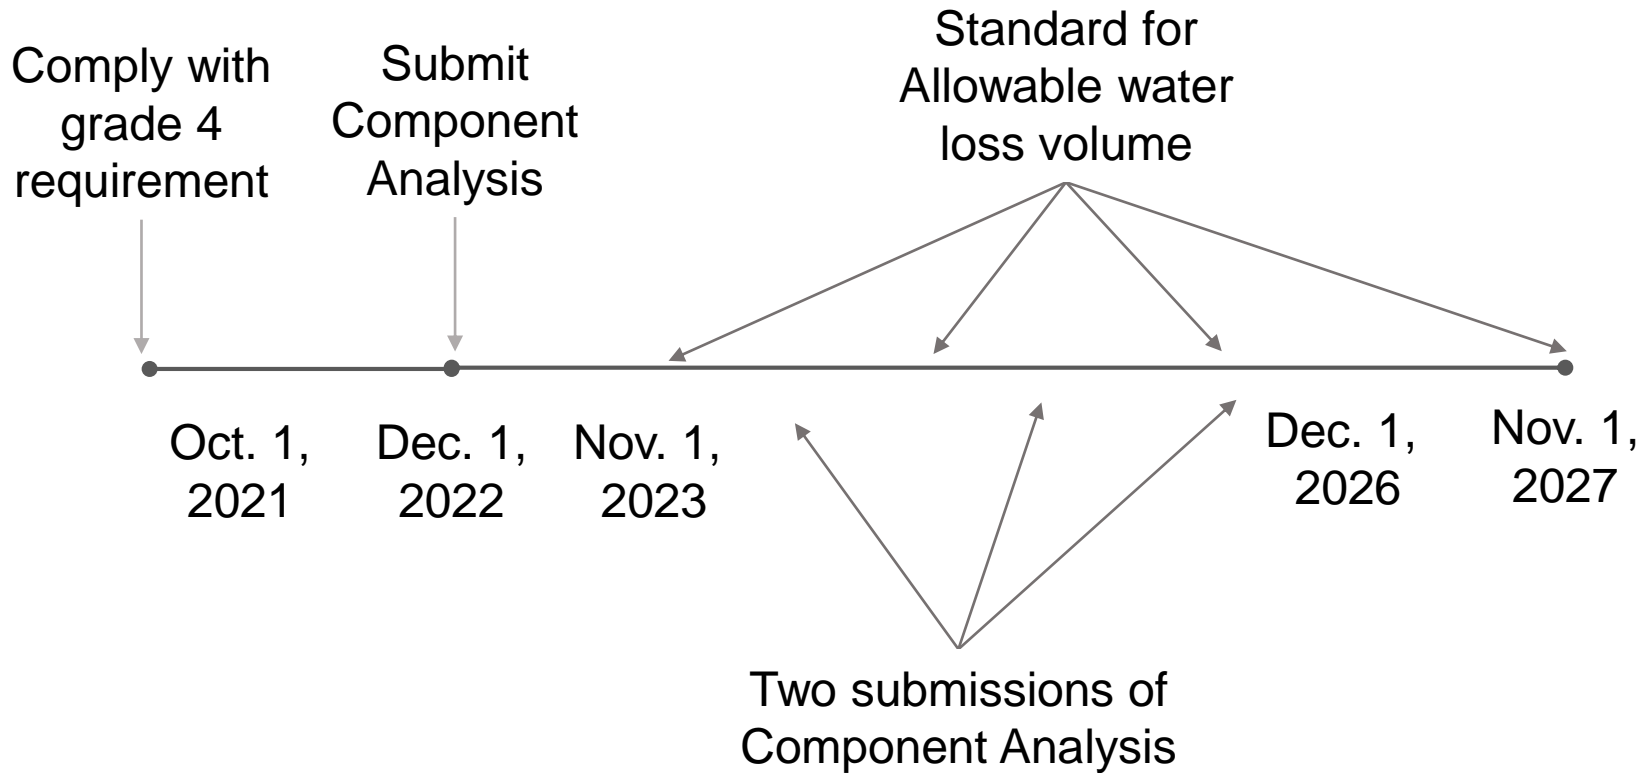 Comply with
grade 4
requirement
Submit
Component
Analysis
Standard for
Allowable water
loss volume
Oct. 1,
2021
Dec. 1,
2022
Nov. 1,
2023
Dec. 1,
2026
Nov. 1,
2027
Two submissions of
Component Analysis